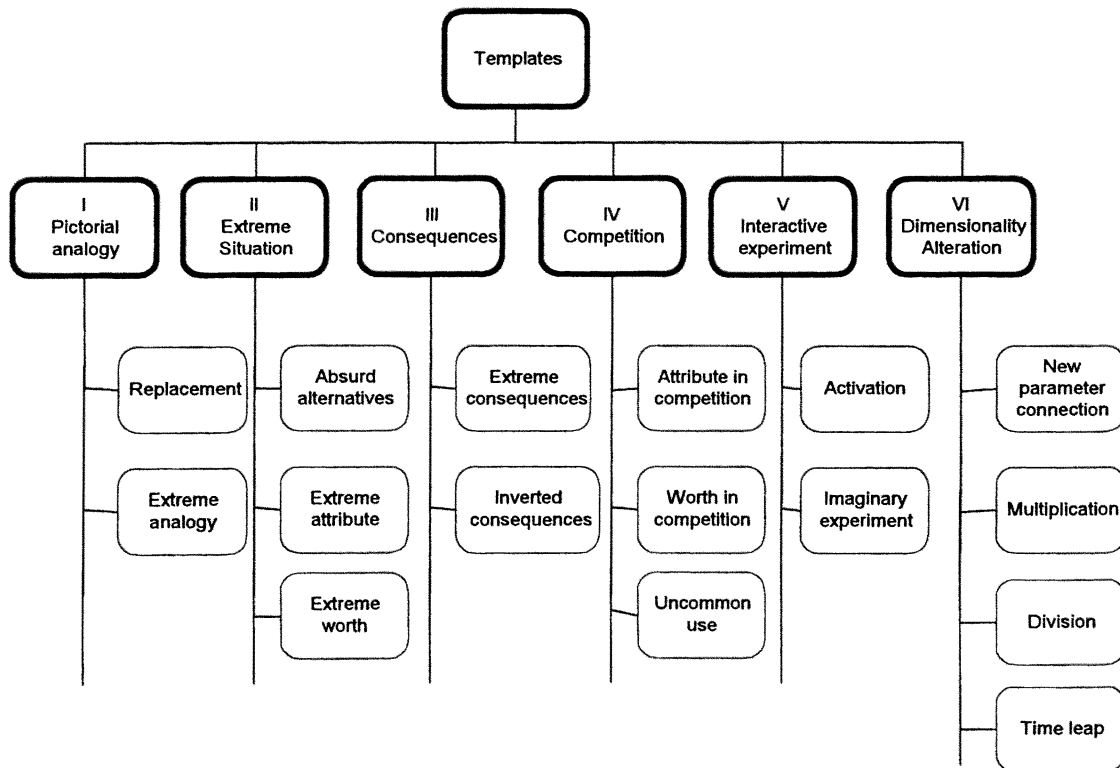 Templates
I
Pictorial
analogy
II
Extreme
Situation
III
Consequences
IV
Competition
V
Interactive
experiment
VI
Dimensionality
Alteration
Replacement
Extreme
analogy
Absurd
alternatives
Extreme
attribute
Extreme
worth
Extreme
consequences
Inverted
consequences
Attribute in
competition
Worth in
competition
Uncommon
use
Activation
Imaginary
experiment
New
parameter
connection
Multiplication
Division
Time leap